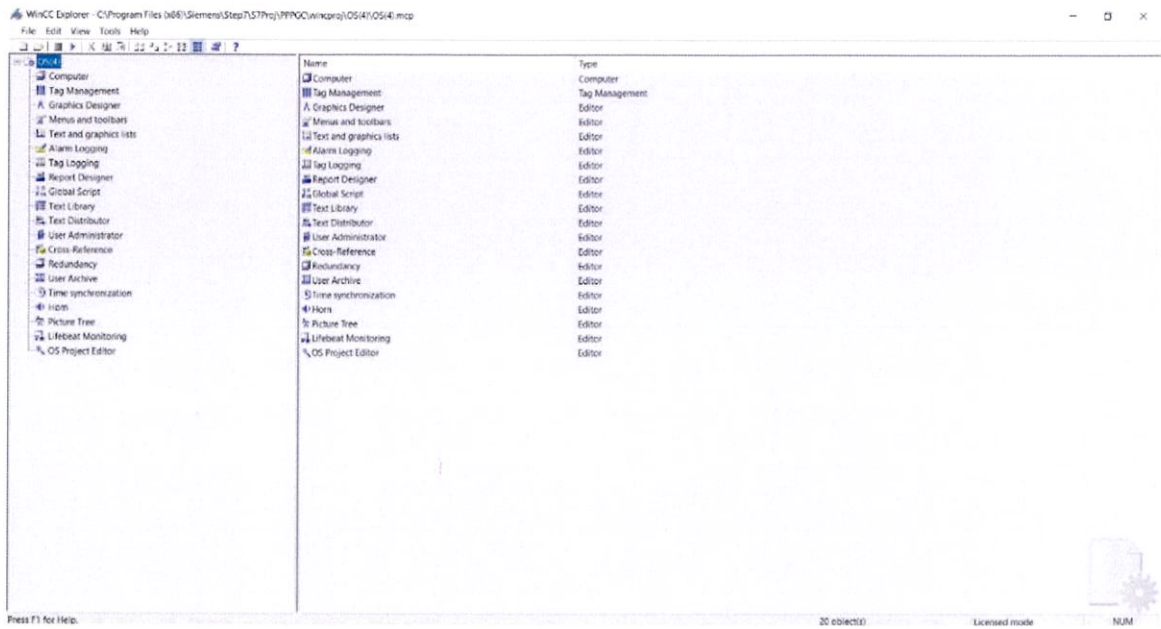 WinCC Explorer - C:\Program Files (x86)\Siemens\Step7\S7Proj\PPPGC\wincproj\OS(4)\OS(4).mcp
File Edit View Tools Help
OS(4)
Computer
Tag Management
Graphics Designer
Menus and toolbars
Text and graphics lists
Alarm Logging
Tag Logging
Report Designer
Global Script
Text Library
Text Distributor
User Administrator
Cross-Reference
Redundancy
User Archive
Time synchronization
Horn
Picture Tree
Lifebeat Monitoring
OS Project Editor
Name Type
Computer Computer
Tag Management Tag Management
Graphics Designer Editor
Menus and toolbars Editor
Text and graphics lists Editor
Alarm Logging Editor
Tag Logging Editor
Report Designer Editor
Global Script Editor
Text Library Editor
Text Distributor Editor
User Administrator Editor
Cross-Reference Editor
Redundancy Editor
User Archive Editor
Time synchronization Editor
Horn Editor
Picture Tree Editor
Lifebeat Monitoring Editor
OS Project Editor Editor
Press F1 for Help. 20 object(s) Licensed mode NUM